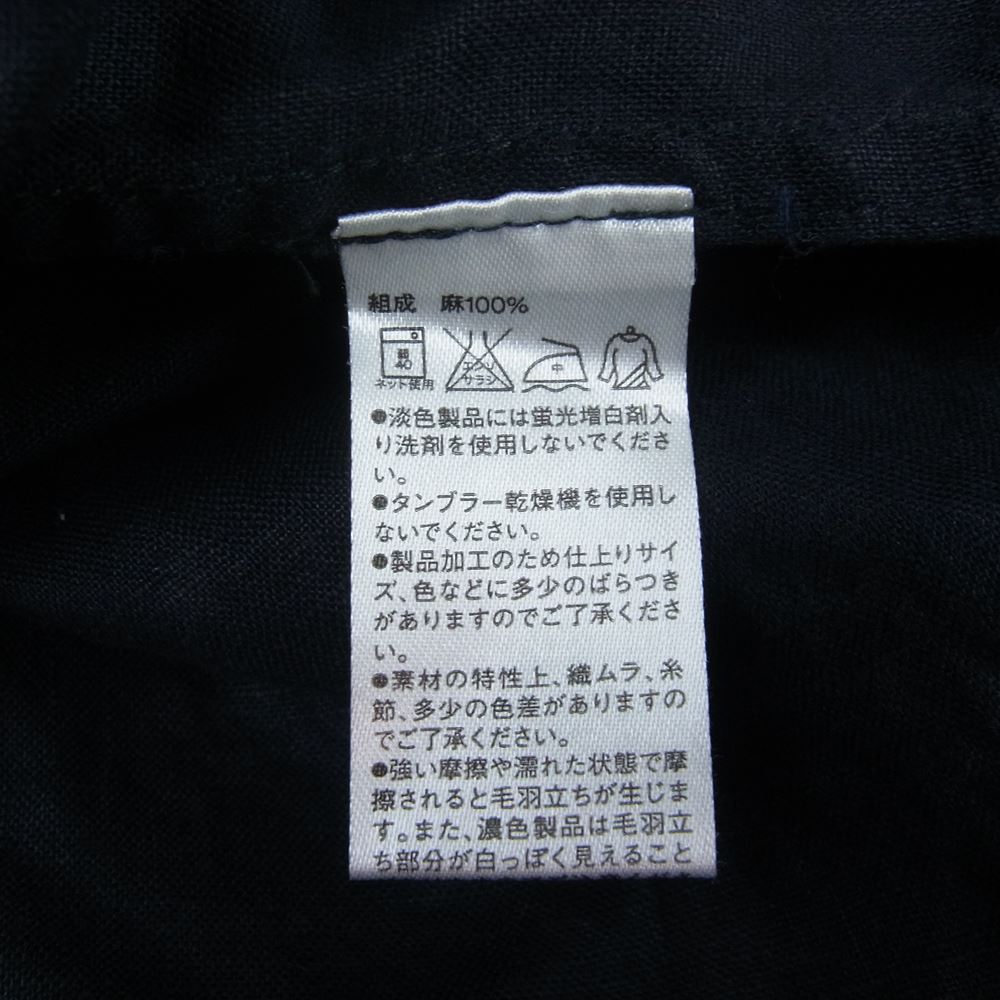 組成 麻100%
弱
40
ネット使用
エンソ
サラシ
中
●淡色製品には蛍光増白剤入
り洗剤を使用しないでくださ
い。
●タンブラー乾燥機を使用し
ないでください。
●製品加工のため仕上りサイ
ズ、色などに多少のばらつき
がありますのでご了承くださ
い。
●素材の特性上、織ムラ、糸
節、多少の色差がありますの
でご了承ください。
●強い摩擦や濡れた状態で摩
擦されると毛羽立ちが生じま
す。また、濃色製品は毛羽立
ち部分が白っぽく見えること